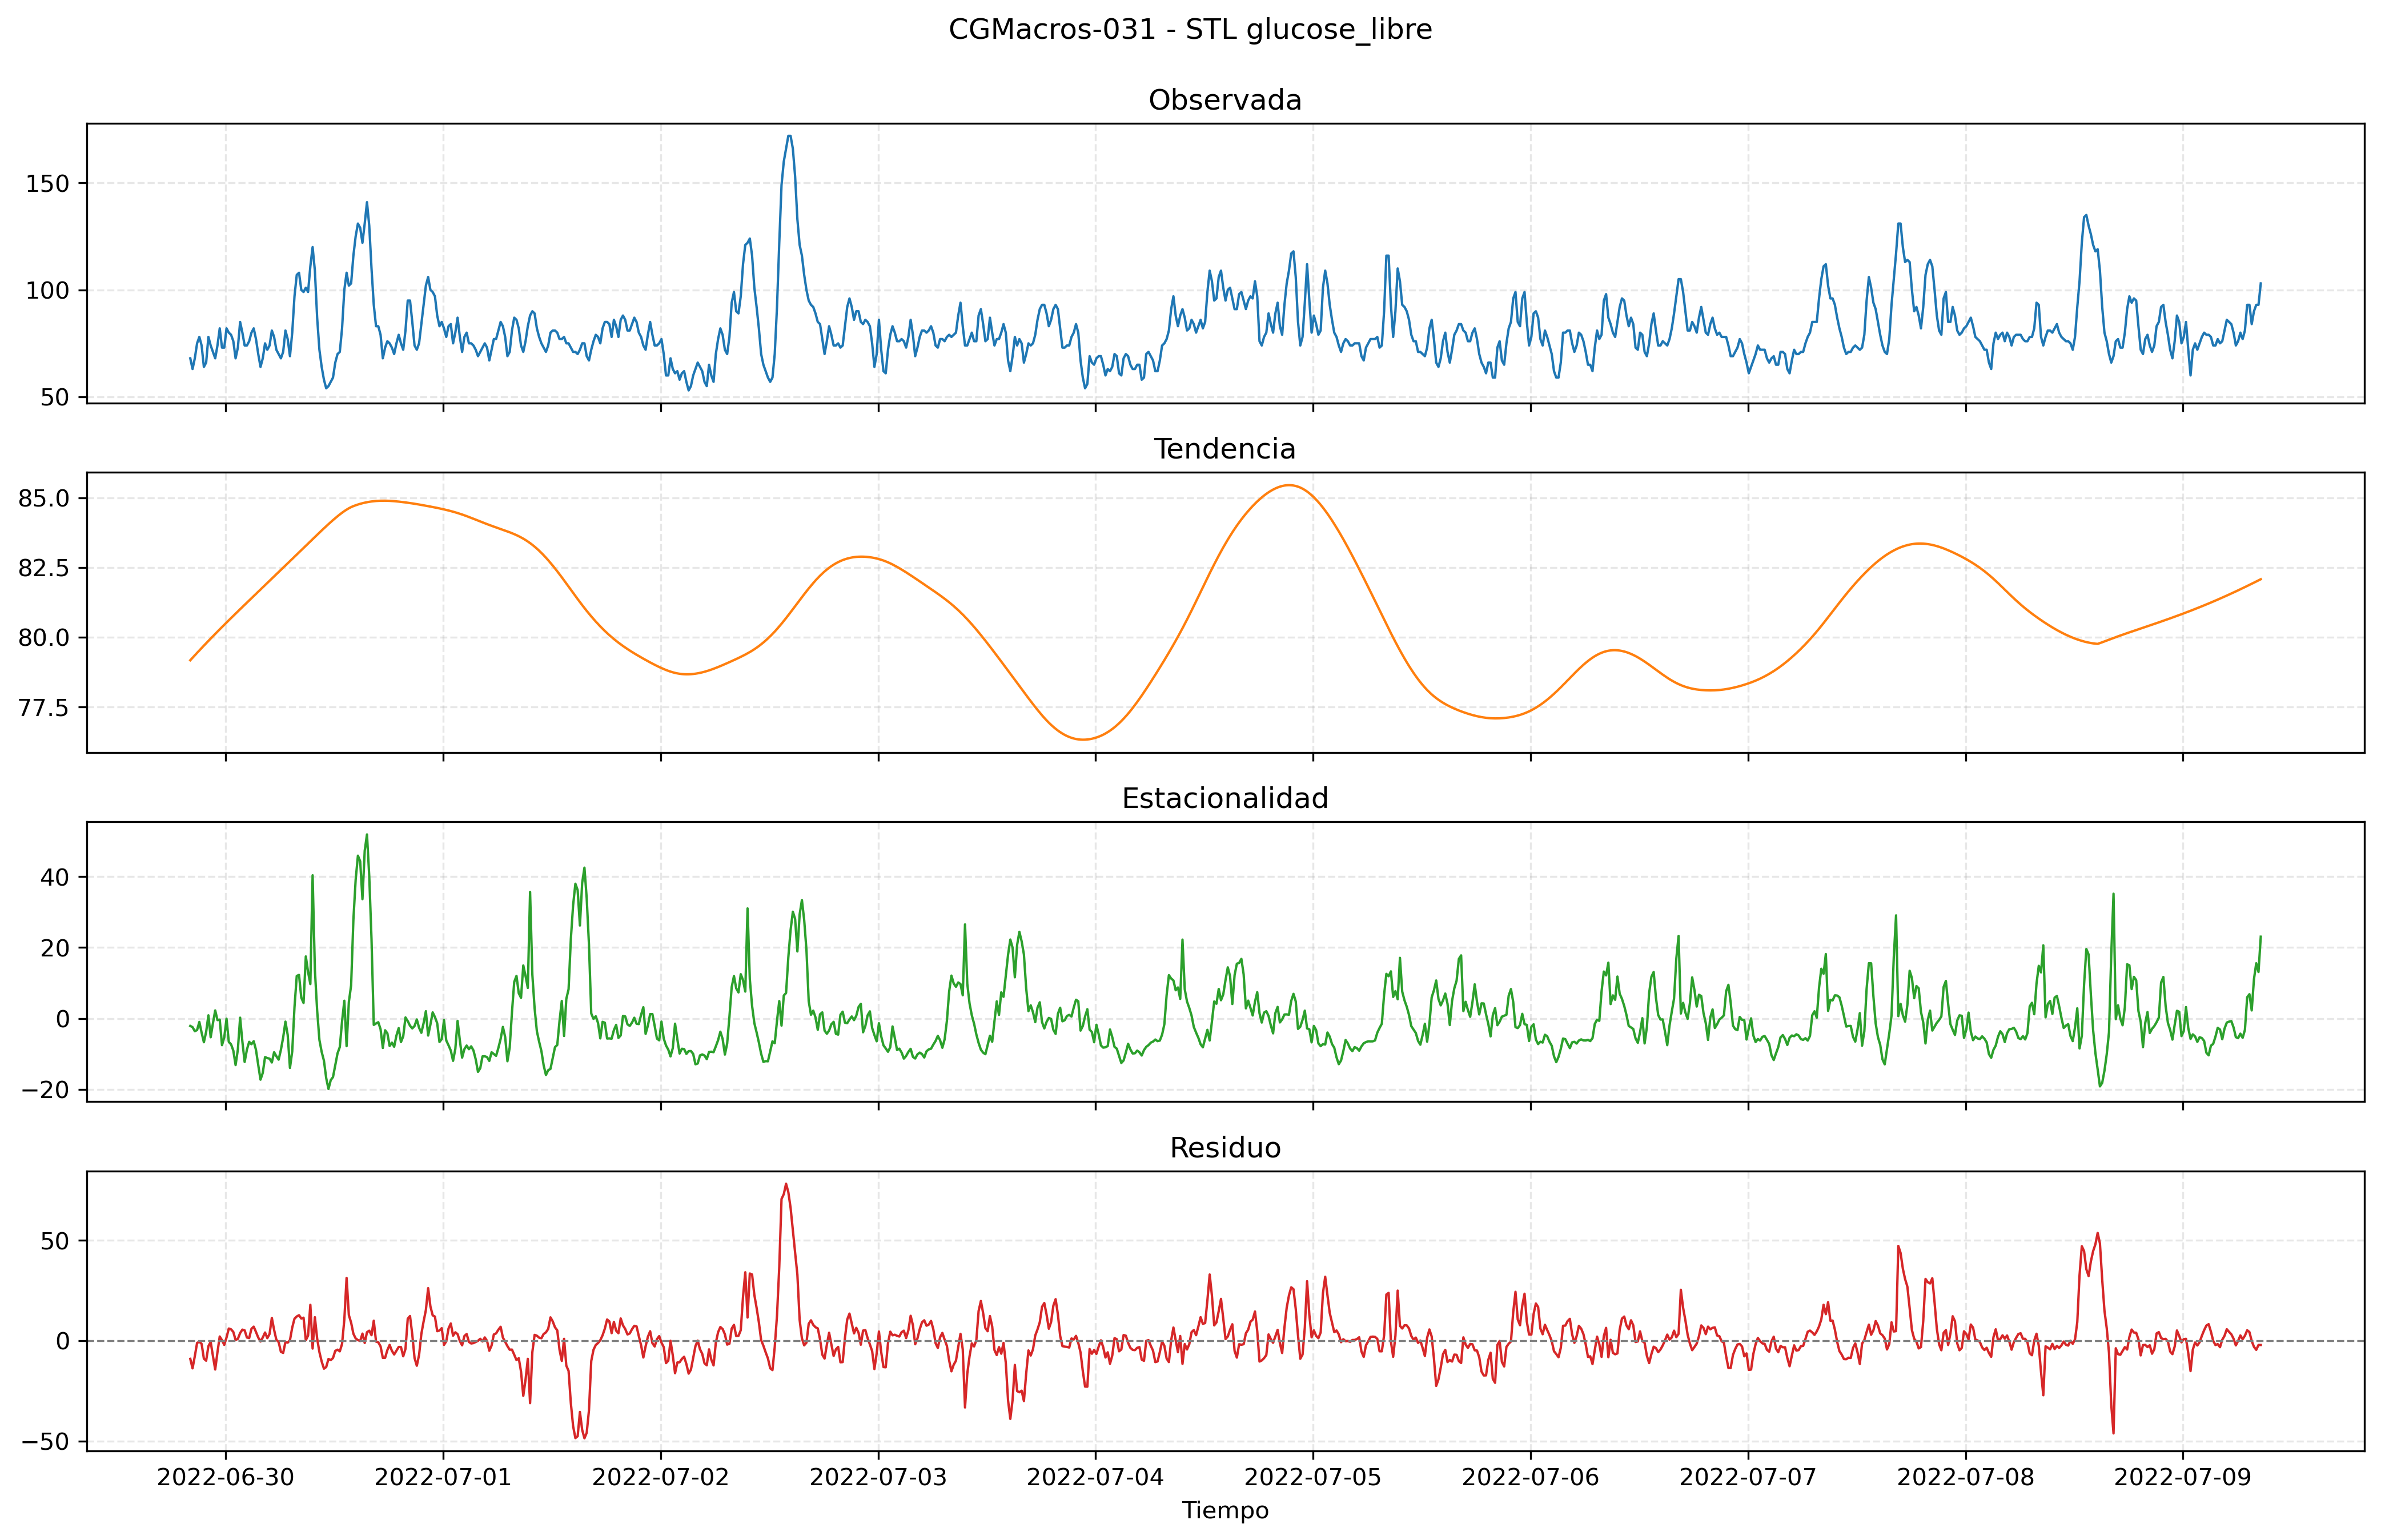 CGMacros-031 - STL glucose_libre
Observada
150
100
50
Tendencia
85.0
82.5
80.0
77.5
Estacionalidad
40
20
0
−20
Residuo
50
0
−50
2022-06-30 2022-07-01 2022-07-02 2022-07-03 2022-07-04 2022-07-05 2022-07-06 2022-07-07 2022-07-08 2022-07-09
Tiempo